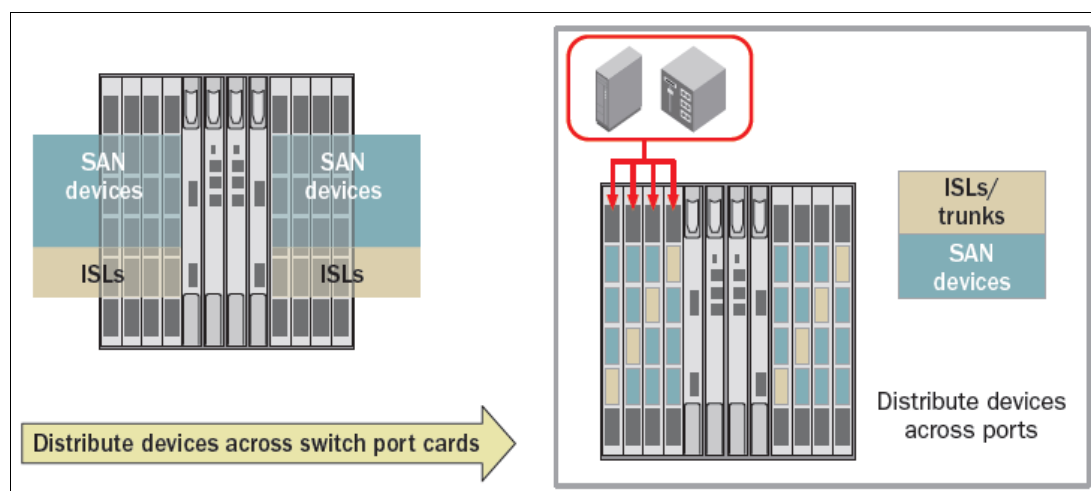 SAN
devices
SAN
devices
ISLs
ISLs
Distribute devices across switch port cards
ISLs/
trunks
SAN
devices
Distribute devices
across ports